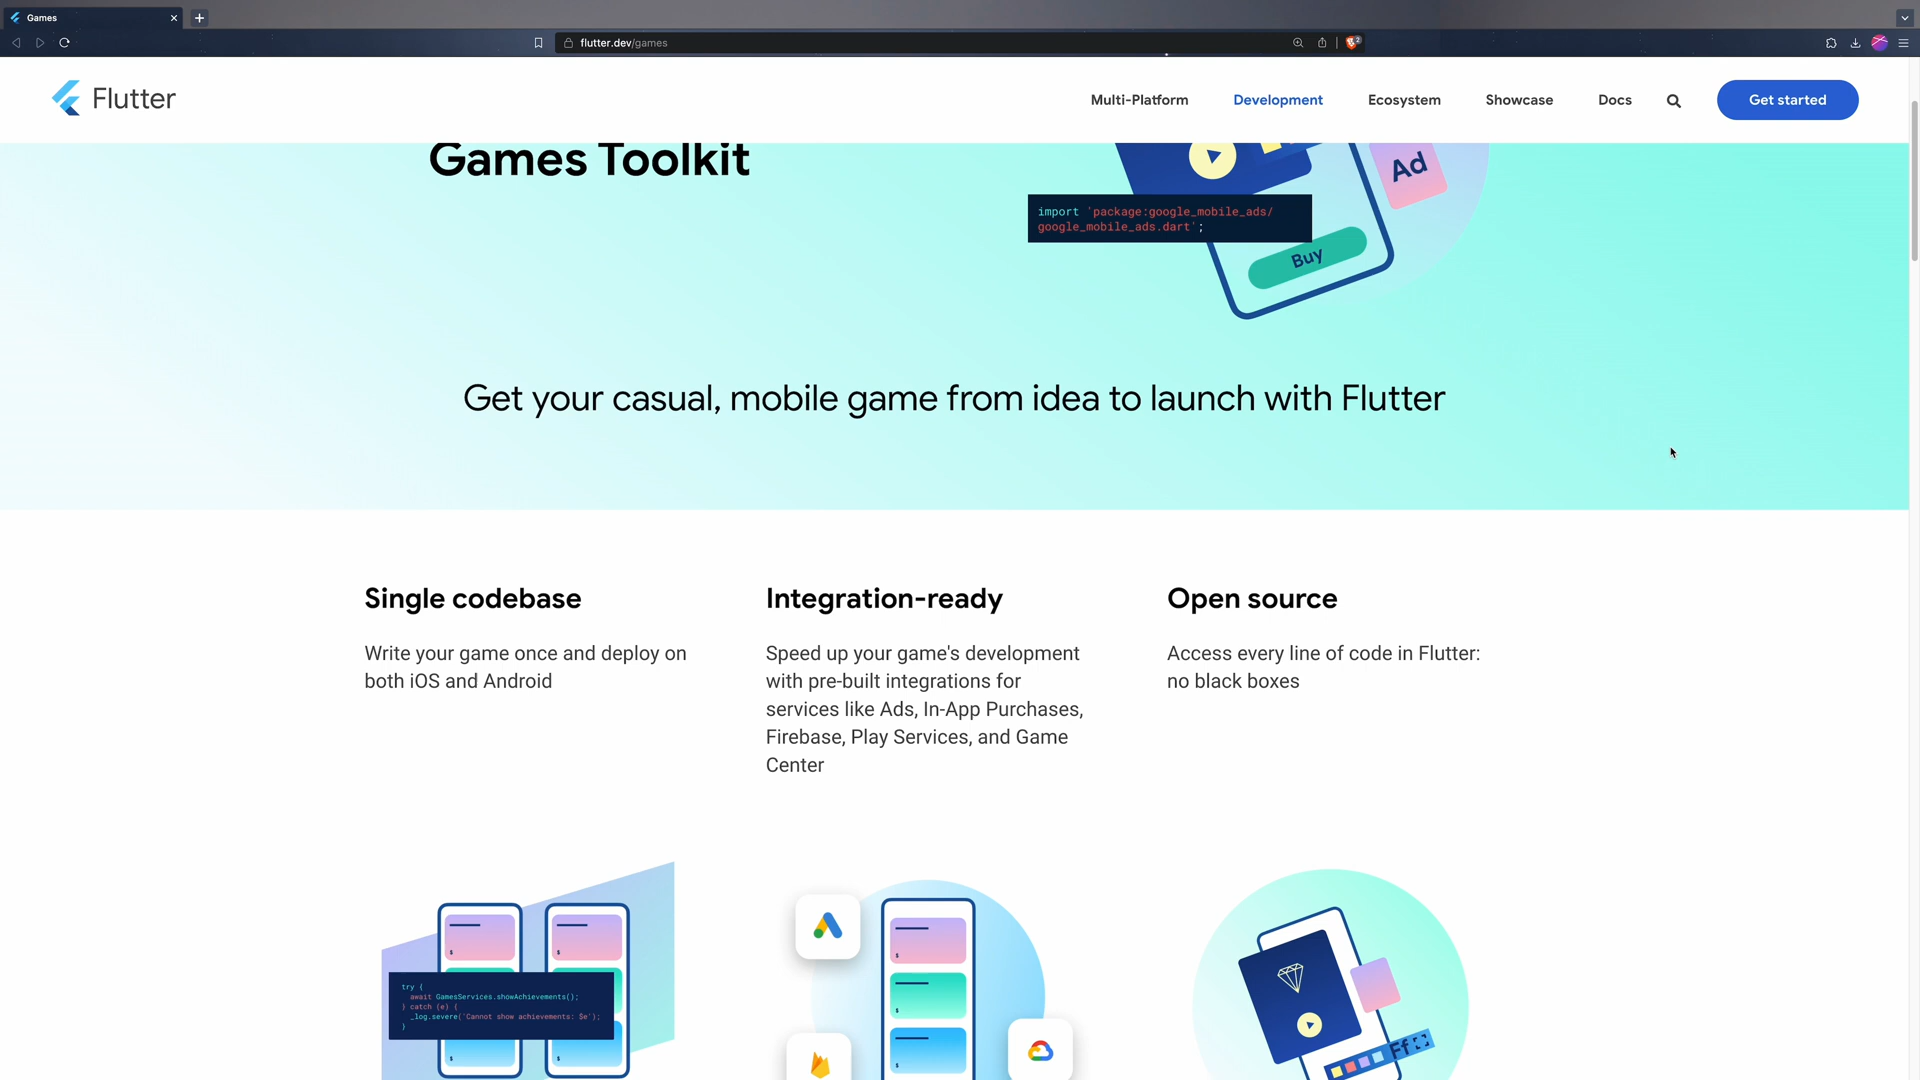 Games
flutter.dev/games
2
Flutter
Multi-Platform
Development
Ecosystem
Showcase
Docs
Get started
Games Toolkit
Ad
import 'package:google_mobile_ads/
google_mobile_ads.dart';
Buy
Get your casual, mobile game from idea to launch with Flutter
Single codebase
Write your game once and deploy on
both iOS and Android
Integration-ready
Speed up your game's development
with pre-built integrations for
services like Ads, In-App Purchases,
Firebase, Play Services, and Game
Center
Open source
Access every line of code in Flutter:
no black boxes
$
$
try {
await GamesServices.showAchievements();
} catch (e) {
_log.severe('Cannot show achievements: $e');
}
$
$
$
$
$
Ff